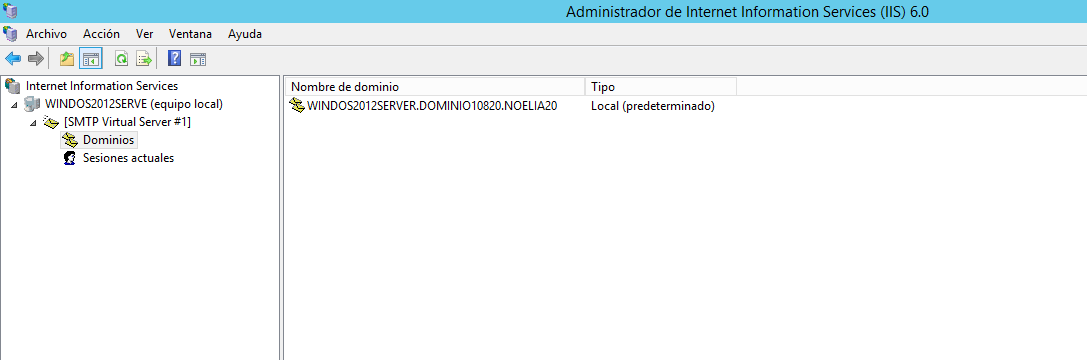 Administrador de Internet Information Services (IIS) 6.0
Archivo Acción Ver Ventana Ayuda
Internet Information Services
WINDOS2012SERVE (equipo local)
[SMTP Virtual Server #1]
Dominios
Sesiones actuales
Nombre de dominio Tipo
WINDOS2012SERVER.DOMINIO10820.NOELIA20 Local (predeterminado)